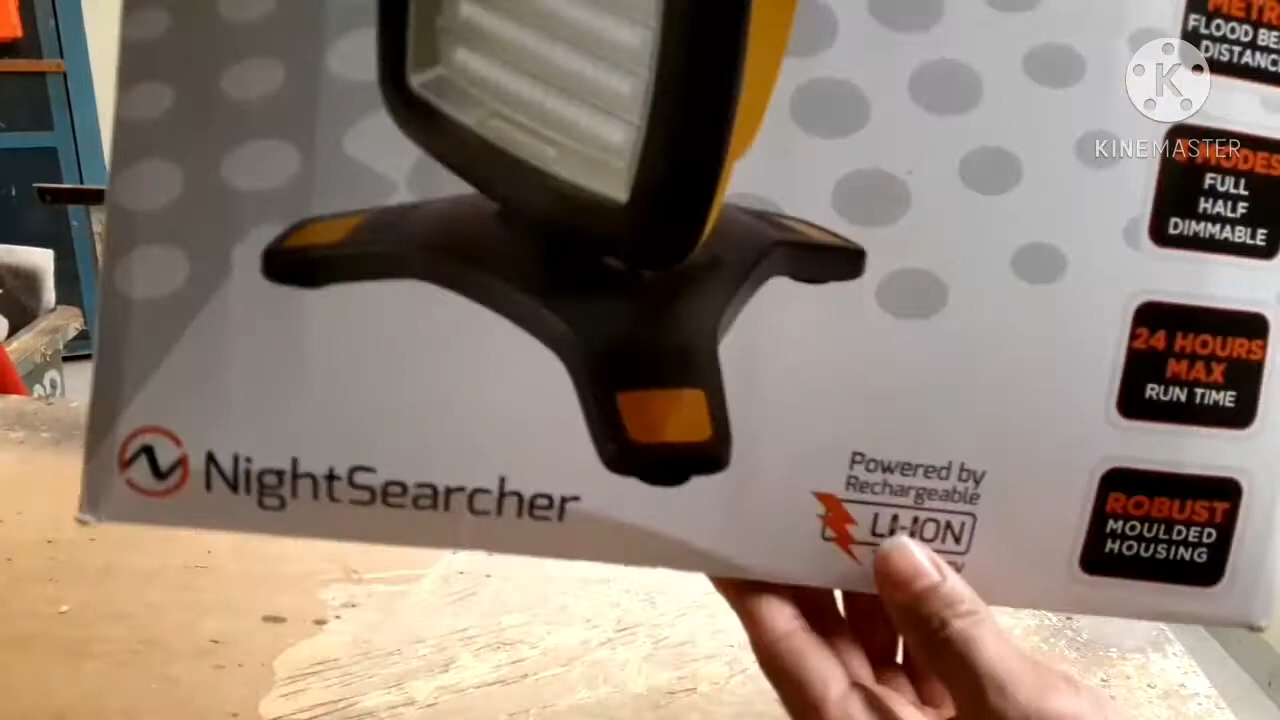 FLOOD BE
DISTANC
KINEMASTER
FULL
HALF
DIMMABLE
24 HOURS
MAX
RUN TIME
NightSearcher
Powered by
Rechargeable
LI-ION
ROBUST
MOULDED
HOUSING